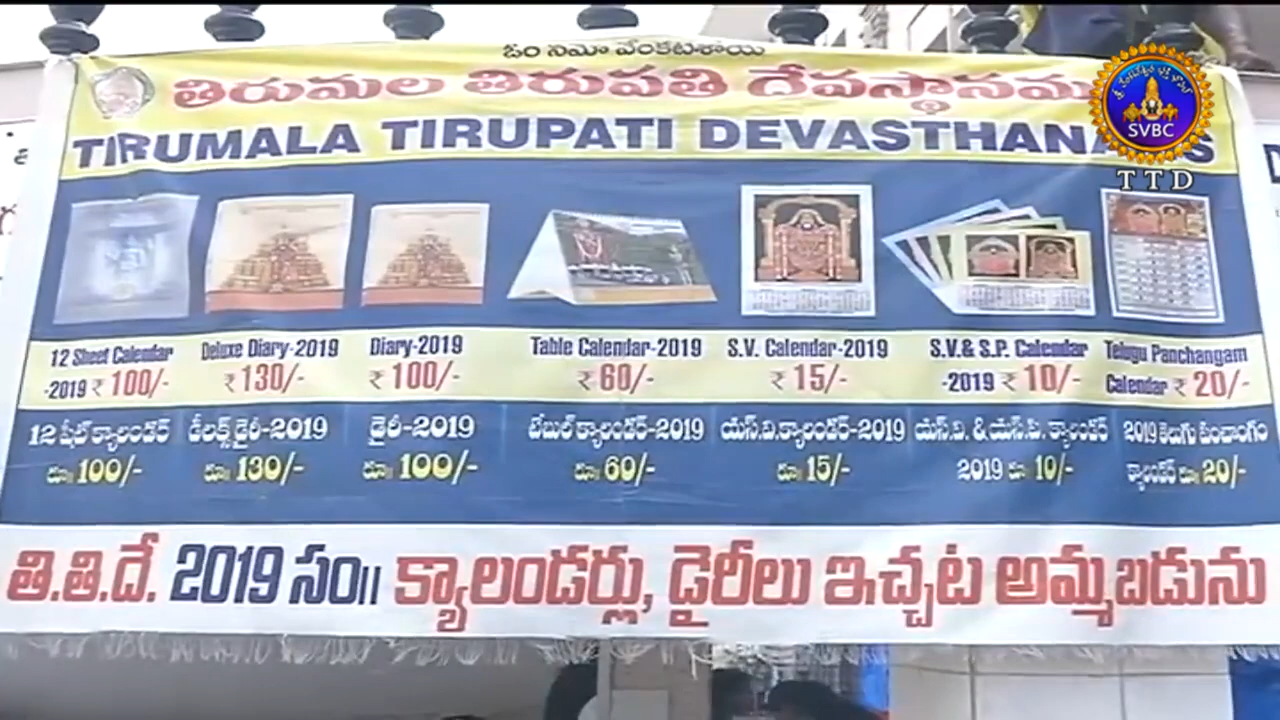 ఓం నమో వేంకటేశాయ
తిరుమల తిరుపతి దేవస్థానమ
TIRUMALA TIRUPATI DEVASTHANA S
SVBC
TTD
12 Sheet Calendar Deluxe Diary-2019 Diary-2019 Table Calendar-2019 S.V. Calendar-2019 S.V. & S.P. Calendar Telugu Panchangam
-2019 ₹ 100/- ₹ 130/- ₹ 100/- ₹ 60/- ₹ 15/- -2019 ₹ 10/- Calendar ₹ 20/-
12 షీట్ క్యాలండర్ డీలక్స్ డైరీ-2019 డైరీ-2019 టేబుల్ క్యాలండర్-2019 యస్.వి.క్యాలండర్-2019 యస్.వి. & యస్.పి. క్యాలండర్ 2019 తెలుగు పంచాంగం
రూ॥ 100/- రూ॥ 130/- రూ॥ 100/- రూ॥ 60/- రూ॥ 15/- 2019 రూ 10/- క్యాలండర్ రూ॥ 20/-
తి.తి.దే. 2019 సం॥ క్యాలండర్లు, డైరీలు ఇచ్చట అమ్మబడును